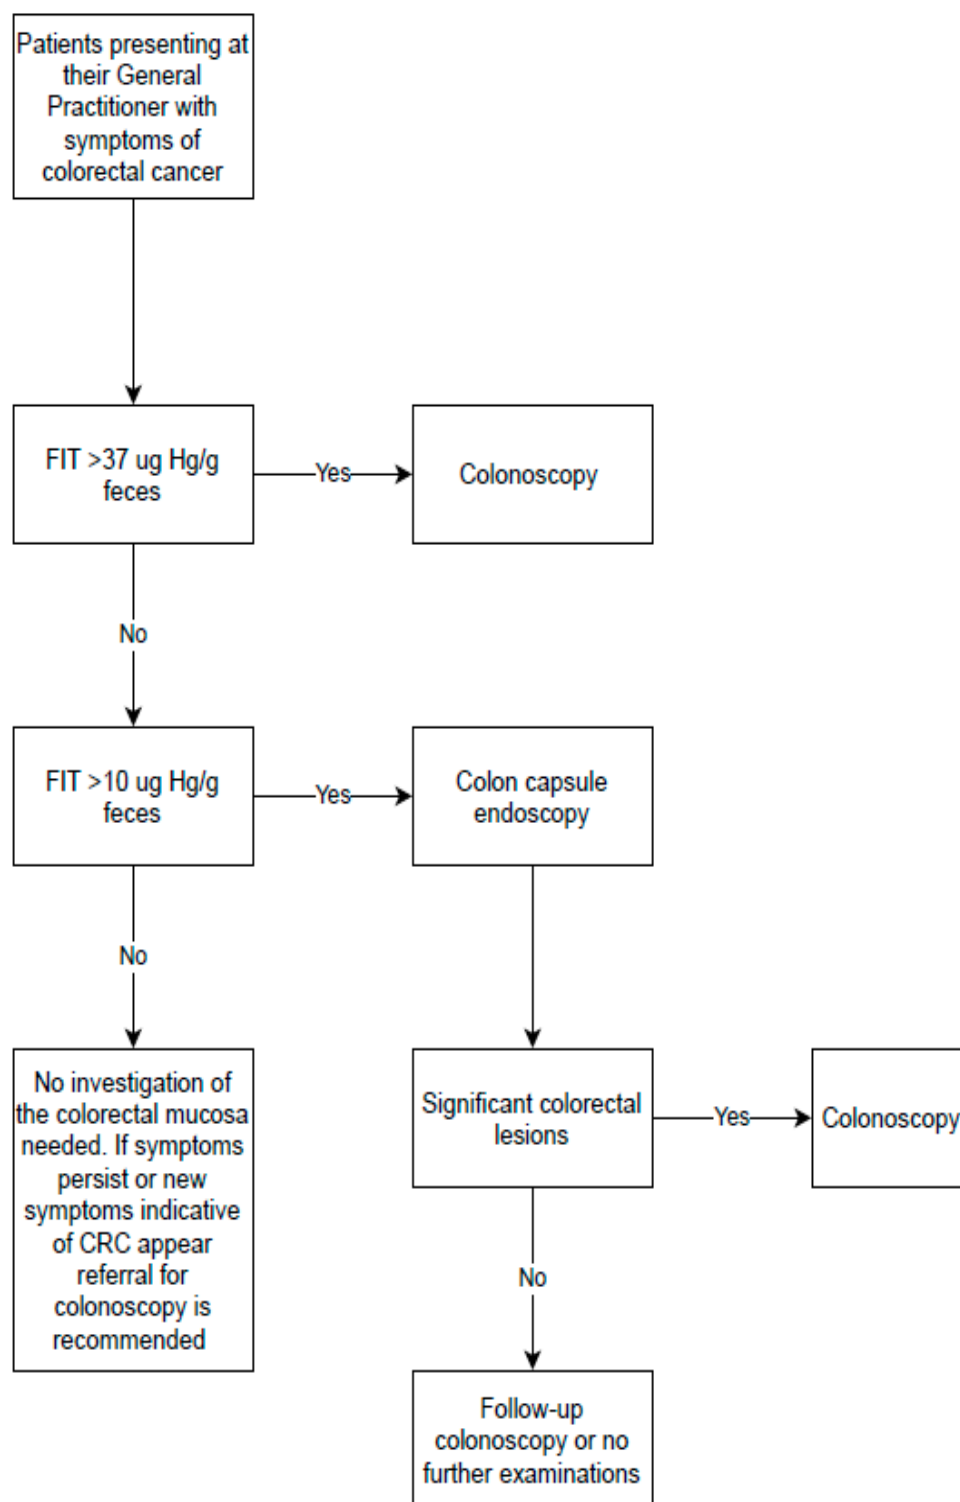 Patients presenting at
their General
Practitioner with
symptoms of
colorectal cancer
FIT >37 ug Hg/g
feces
Yes
Colonoscopy
No
FIT >10 ug Hg/g
feces
Yes
Colon capsule
endoscopy
No
No investigation of
the colorectal mucosa
needed. If symptoms
persist or new
symptoms indicative
of CRC appear
referral for
colonoscopy is
recommended
Significant colorectal
lesions
Yes
Colonoscopy
No
Follow-up
colonoscopy or no
further examinations